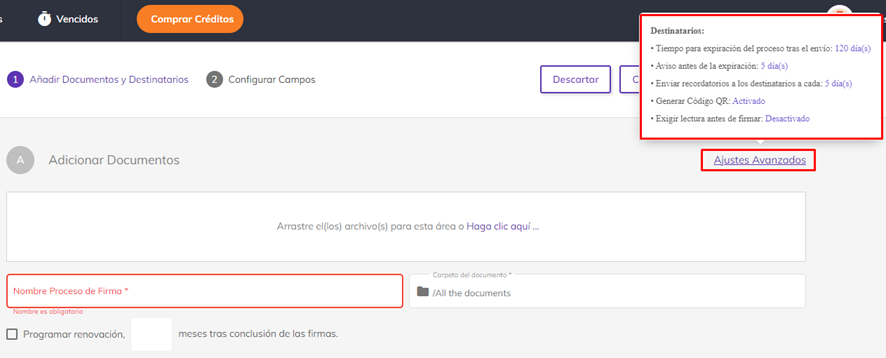 Vencidos
Comprar Créditos
Destinatarios:
• Tiempo para expiración del proceso tras el envío: 120 día(s)
• Aviso antes de la expiración: 5 día(s)
• Enviar recordatorios a los destinatarios a cada: 5 día(s)
• Generar Código QR: Activado
• Exigir lectura antes de firmar: Desactivado
1 Añadir Documentos y Destinatarios
2 Configurar Campos
Descartar
A Adicionar Documentos
Ajustes Avanzados
Arrastre el(los) archivo(s) para esta área o Haga clic aquí ...
Nombre Proceso de Firma *
Nombre es obligatorio
Carpeta del documento *
/All the documents
Programar renovación, meses tras conclusión de las firmas.